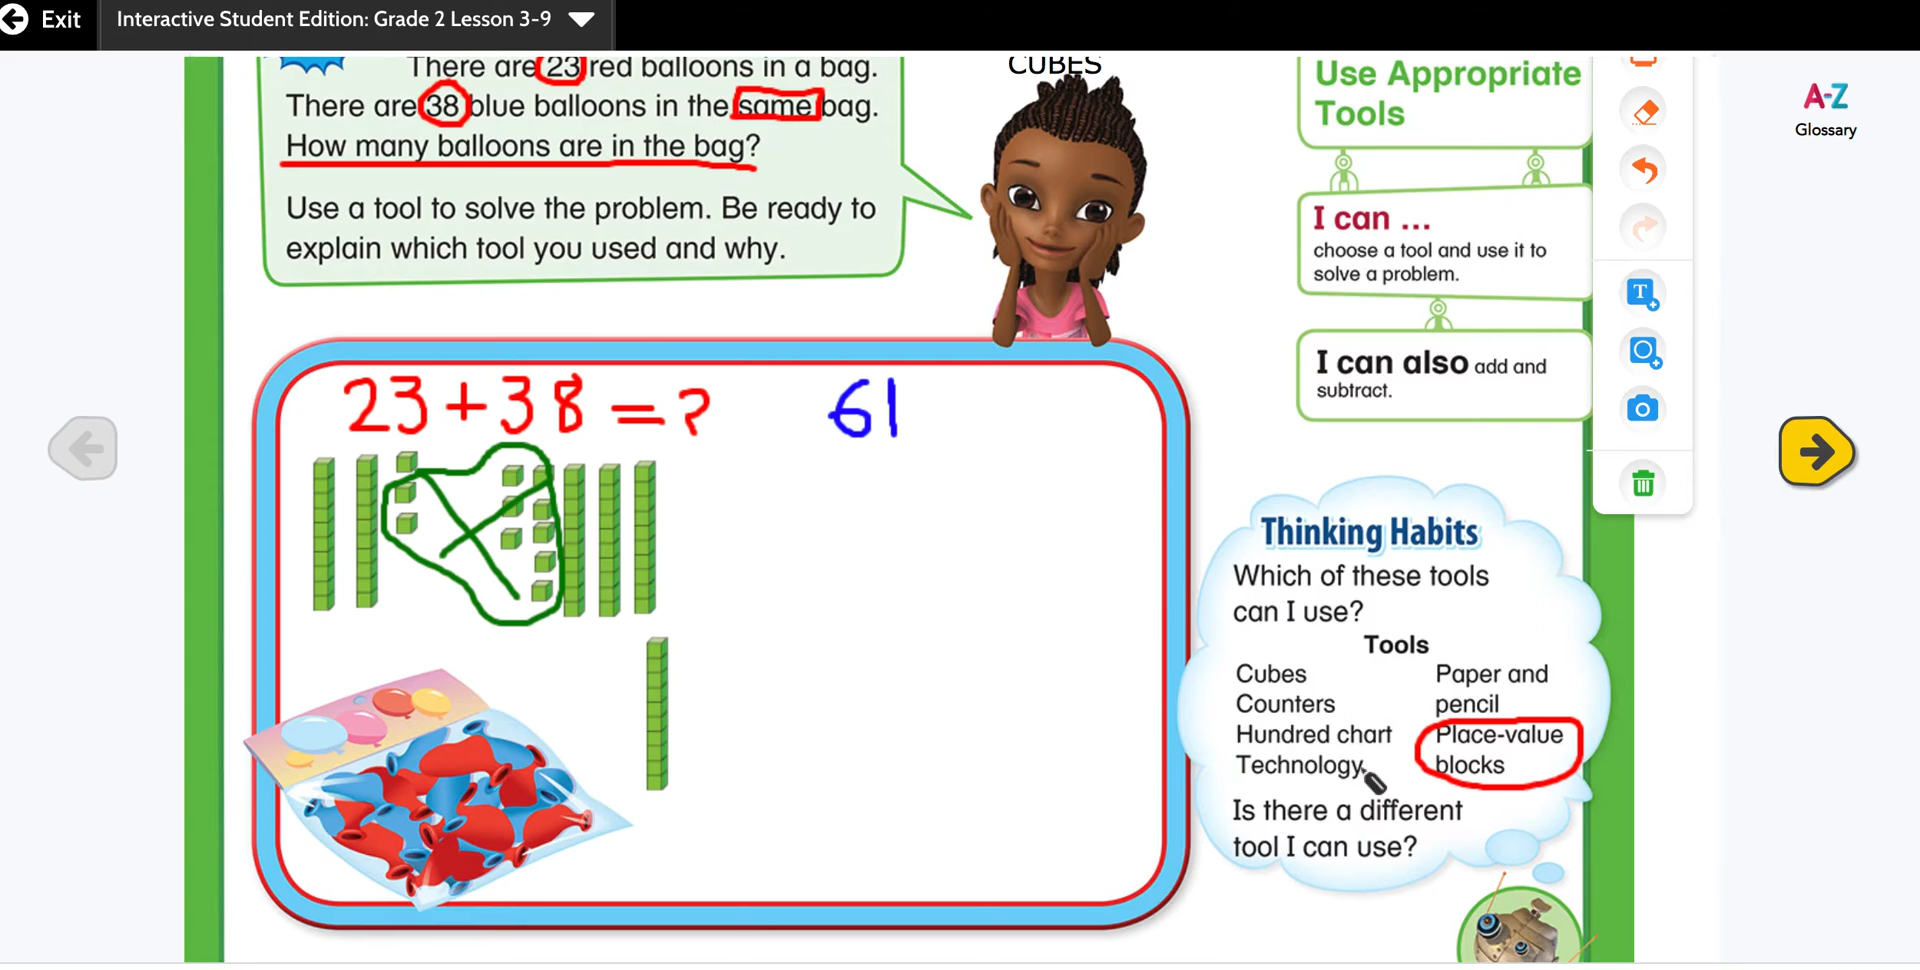 Exit
Interactive Student Edition: Grade 2 Lesson 3-9
There are 23 red balloons in a bag.
There are 38 blue balloons in the same bag.
How many balloons are in the bag?
Use a tool to solve the problem. Be ready to
explain which tool you used and why.
CUBES
Use Appropriate
Tools
I can ...
choose a tool and use it to
solve a problem.
I can also add and
subtract.
A-Z
Glossary
T
23 + 38 = ?
61
Thinking Habits
Which of these tools
can I use?
Tools
Cubes
Counters
Hundred chart
Technology
Paper and
pencil
Place-value
blocks
Is there a different
tool I can use?